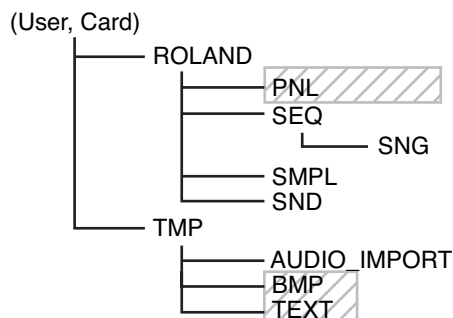 (User, Card)
ROLAND
PNL
SEQ
SNG
SMPL
SND
TMP
AUDIO_IMPORT
BMP
TEXT